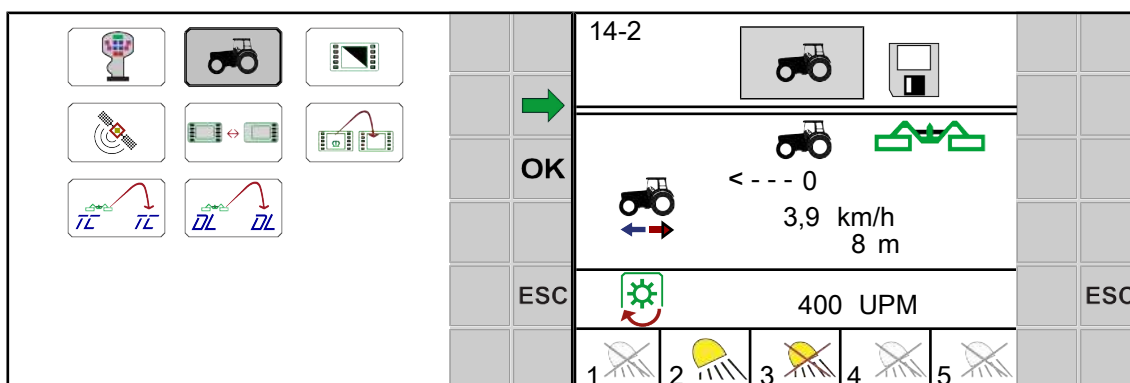 TC TC DL DL
OK
ESC
14-2
< - - - 0
3,9 km/h
8 m
400 UPM
1 2 3 4 5
ESC